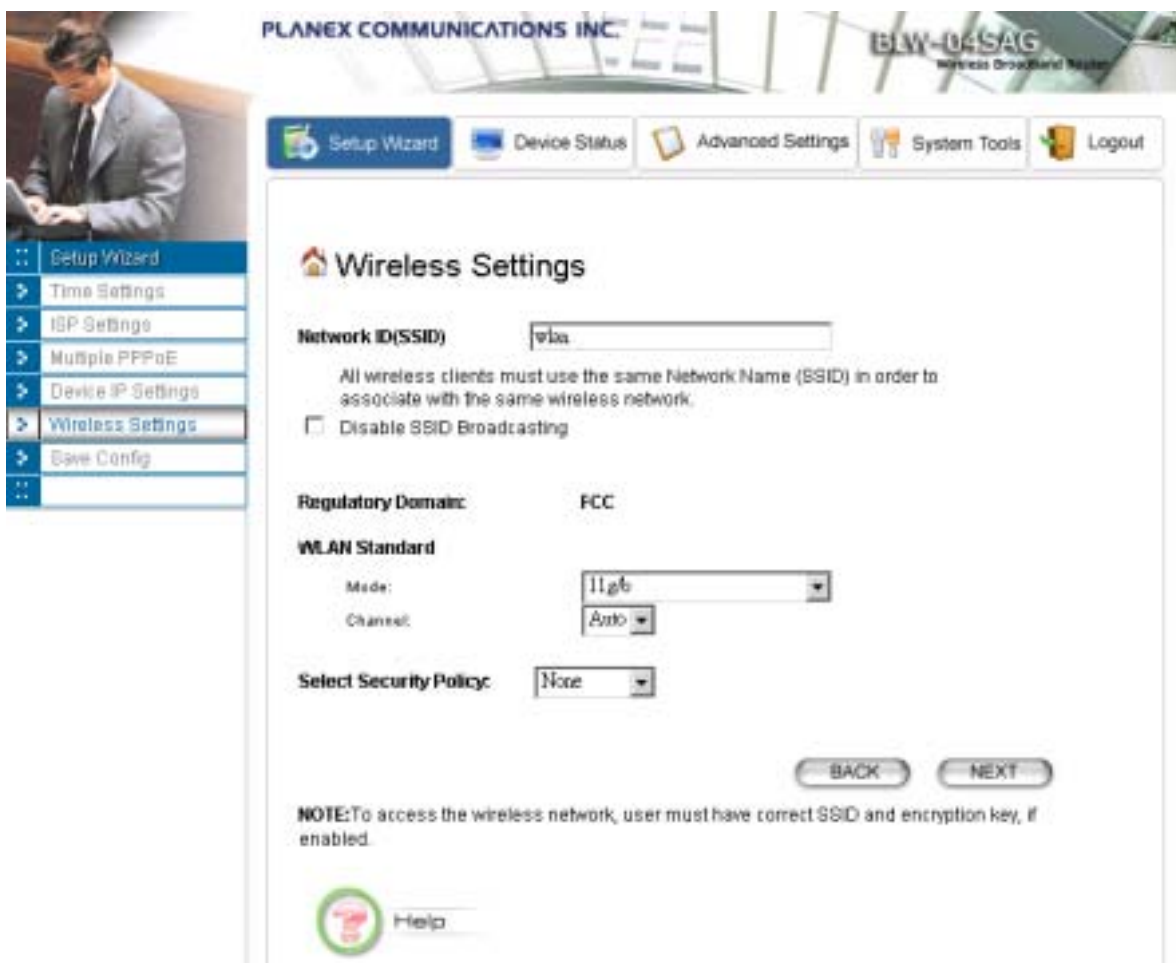 PLANEX COMMUNICATIONS INC.
BLW-04SAG
Wireless Broadband Router
Setup Wizard
Device Status
Advanced Settings
System Tools
Logout
Setup Wizard
Time Settings
ISP Settings
Multiple PPPoE
Device IP Settings
Wireless Settings
Save Config
Wireless Settings
Network ID(SSID)
wlan
All wireless clients must use the same Network Name (SSID) in order to
associate with the same wireless network.
Disable SSID Broadcasting
Regulatory Domain:
FCC
WLAN Standard
Mode:
11g/b
Channel:
Auto
Select Security Policy:
None
BACK
NEXT
NOTE:To access the wireless network, user must have correct SSID and encryption key, if
enabled.
Help